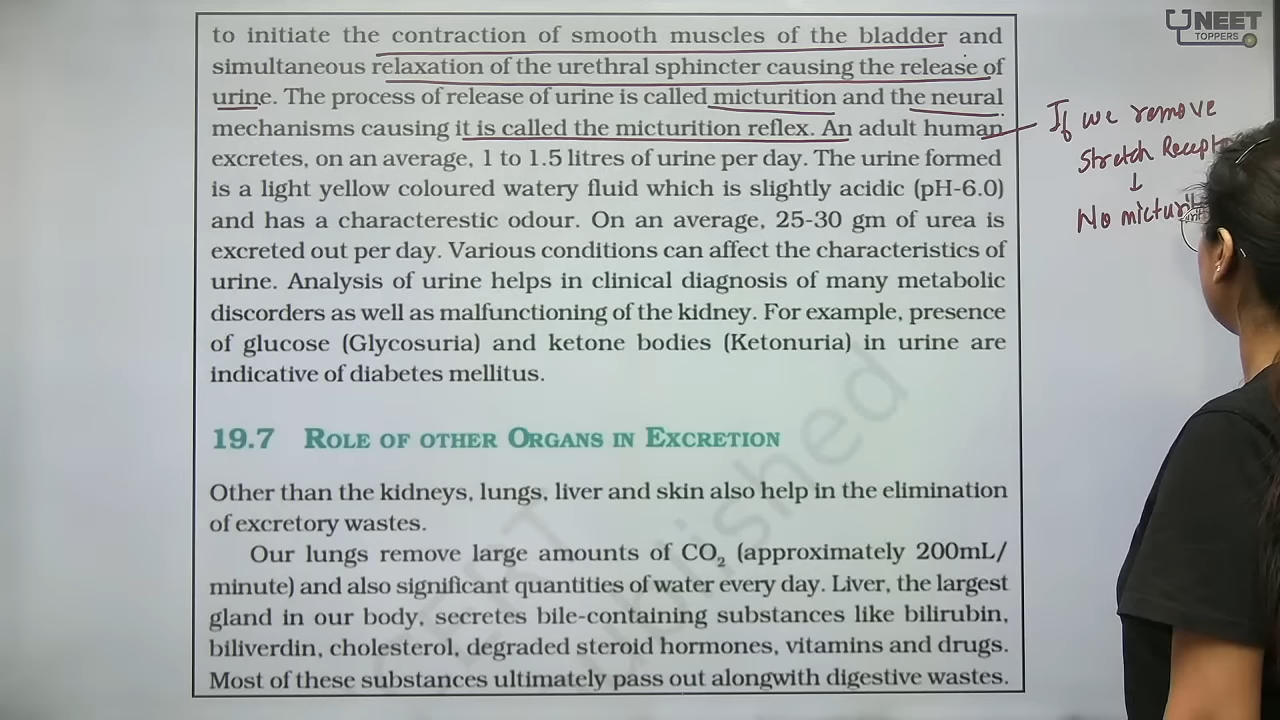 to initiate the contraction of smooth muscles of the bladder and
simultaneous relaxation of the urethral sphincter causing the release of
urine. The process of release of urine is called micturition and the neural
mechanisms causing it is called the micturition reflex. An adult human
excretes, on an average, 1 to 1.5 litres of urine per day. The urine formed
is a light yellow coloured watery fluid which is slightly acidic (pH-6.0)
and has a characterestic odour. On an average, 25-30 gm of urea is
excreted out per day. Various conditions can affect the characteristics of
urine. Analysis of urine helps in clinical diagnosis of many metabolic
disorders as well as malfunctioning of the kidney. For example, presence
of glucose (Glycosuria) and ketone bodies (Ketonuria) in urine are
indicative of diabetes mellitus.
19.7 ROLE OF OTHER ORGANS IN EXCRETION
Other than the kidneys, lungs, liver and skin also help in the elimination
of excretory wastes.
Our lungs remove large amounts of CO₂ (approximately 200mL/
minute) and also significant quantities of water every day. Liver, the largest
gland in our body, secretes bile-containing substances like bilirubin,
biliverdin, cholesterol, degraded steroid hormones, vitamins and drugs.
Most of these substances ultimately pass out alongwith digestive wastes.
NEET
TOPPERS
If we remove
Stretch
↓
No